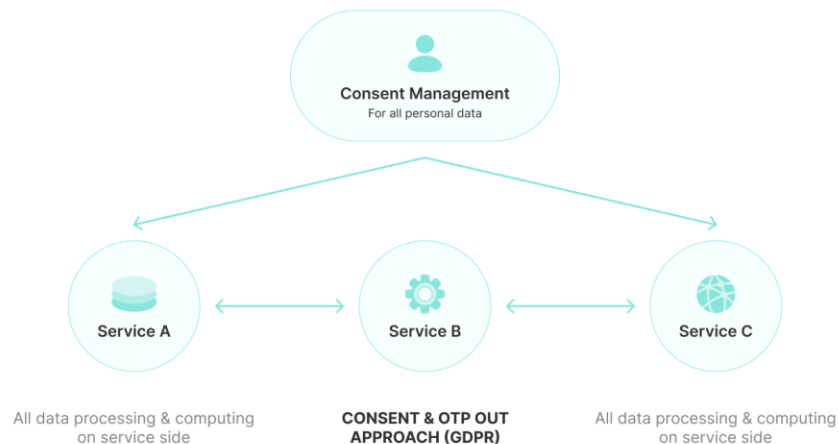 Consent Management
For all personal data
Service A
Service B
Service C
All data processing & computing
on service side
CONSENT & OTP OUT
APPROACH (GDPR)
All data processing & computing
on service side